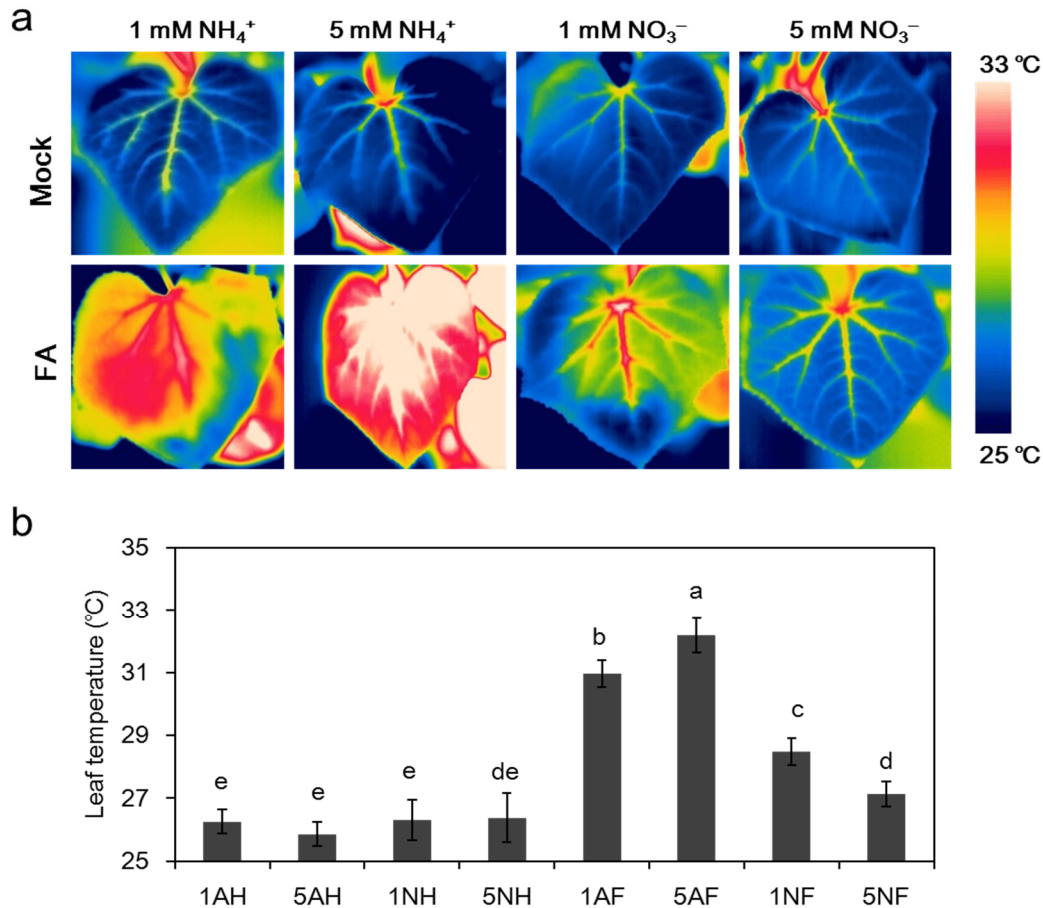 a
1 mM NH₄⁺ 5 mM NH₄⁺ 1 mM NO₃⁻ 5 mM NO₃⁻
33 ℃
Mock
FA
25 ℃
b
Leaf temperature (℃)
35
33
31
29
27
25
e e e de b a c d
1AH 5AH 1NH 5NH 1AF 5AF 1NF 5NF